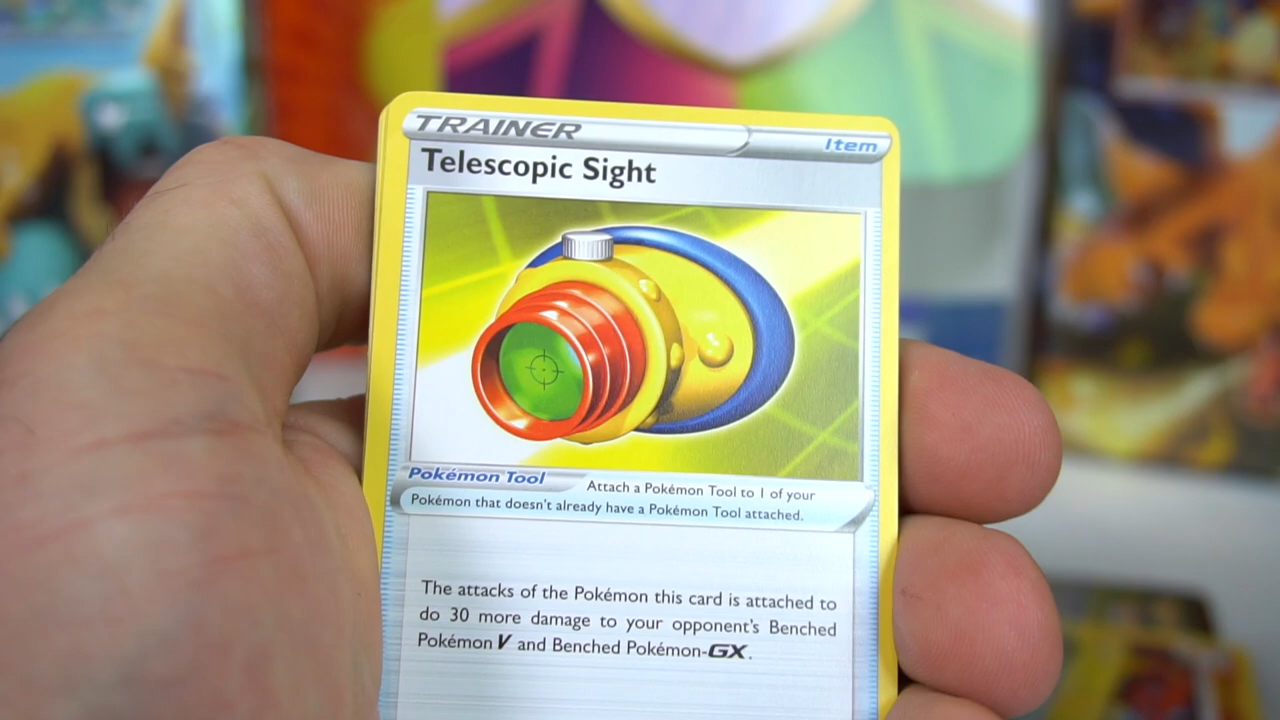 TRAINER
Item
Telescopic Sight
Pokémon Tool
Attach a Pokémon Tool to 1 of your
Pokémon that doesn't already have a Pokémon Tool attached.
The attacks of the Pokémon this card is attached to
do 30 more damage to your opponent's Benched
Pokémon V and Benched Pokémon-GX.